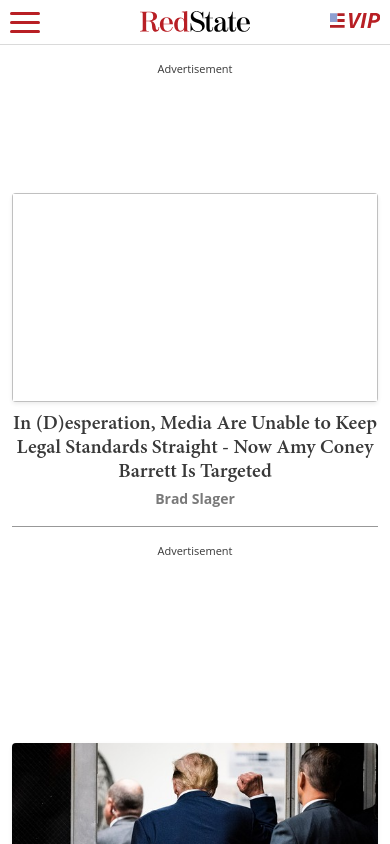 RedState
VIP
Advertisement
In (D)esperation, Media Are Unable to Keep
Legal Standards Straight - Now Amy Coney
Barrett Is Targeted
Brad Slager
Advertisement